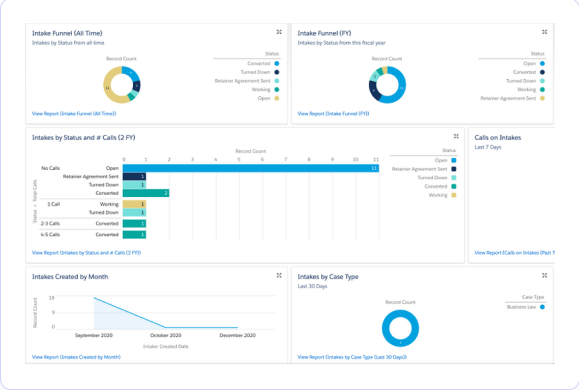 Intake Funnel (All Time)
Intakes by Status from all time
Record Count
Status
Converted
Turned Down
Retainer Agreement Sent
Working
Open
View Report (Intake Funnel (All Time))
Intake Funnel (FY)
Intakes by Status from this fiscal year
Record Count
Status
Open
Converted
Turned Down
Working
Retainer Agreement Sent
View Report (Intake Funnel (FY))
Intakes by Status and # Calls (2 FY)
Record Count
0 1 2 3 4 5 6 7 8 9 10 11
Status > Total Calls
No Calls Open 11
Retainer Agreement Sent 1
Turned Down 1
Converted 2
1 Call Working 1
Turned Down 1
2-3 Calls Converted 1
4-5 Calls Converted 1
Status
Open
Retainer Agreement Sent
Turned Down
Converted
Working
View Report (Intakes by Status and # Calls (2 FY))
Calls on Intakes
Last 7 Days
View Report (Calls on Intakes (Past 7
Intakes Created by Month
Record Count
18
9
0
September 2020 October 2020 December 2020
Intake: Created Date
View Report (Intakes Created by Month)
Intakes by Case Type
Last 30 Days
Record Count
1
Case Type
Business Law
View Report (Intakes by Case Type (Last 30 Days))